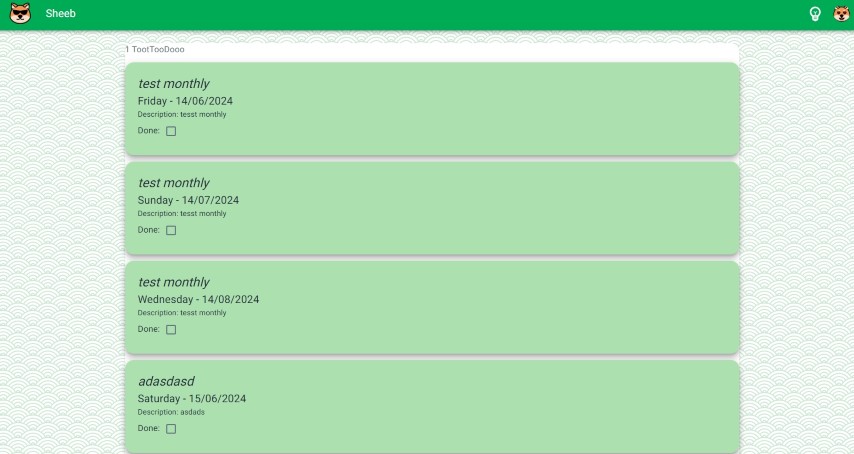 Sheeb
1 TootTooDooo
test monthly
Friday - 14/06/2024
Description: tesst monthly
Done:
test monthly
Sunday - 14/07/2024
Description: tesst monthly
Done:
test monthly
Wednesday - 14/08/2024
Description: tesst monthly
Done:
adasdasd
Saturday - 15/06/2024
Description: asdads
Done: